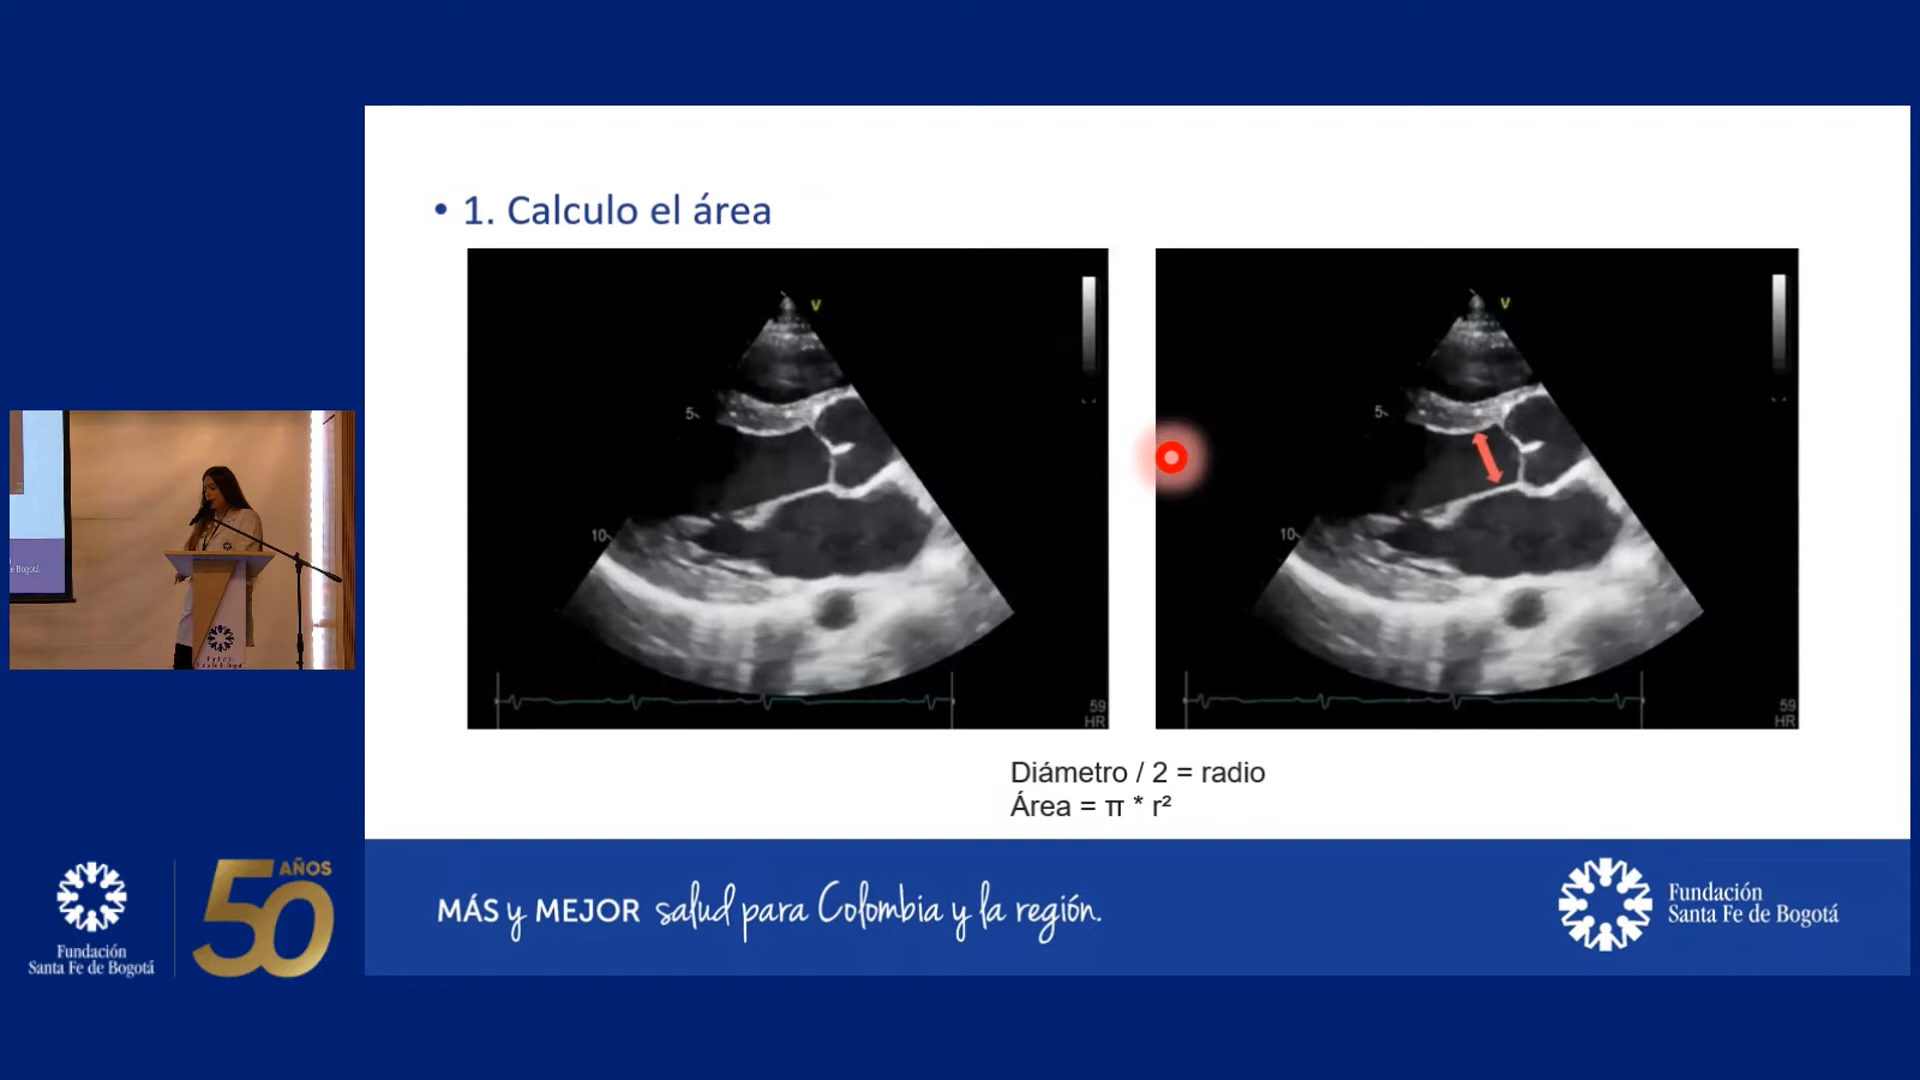 • 1. Calculo el área
V
5
10
59
HR
V
5
10
59
HR
Diámetro / 2 = radio
Área = π * r²
MÁS y MEJOR salud para Colombia y la región.
Fundación
Santa Fe de Bogotá
Fundación
Santa Fe de Bogotá
50
AÑOS
e Bogotá